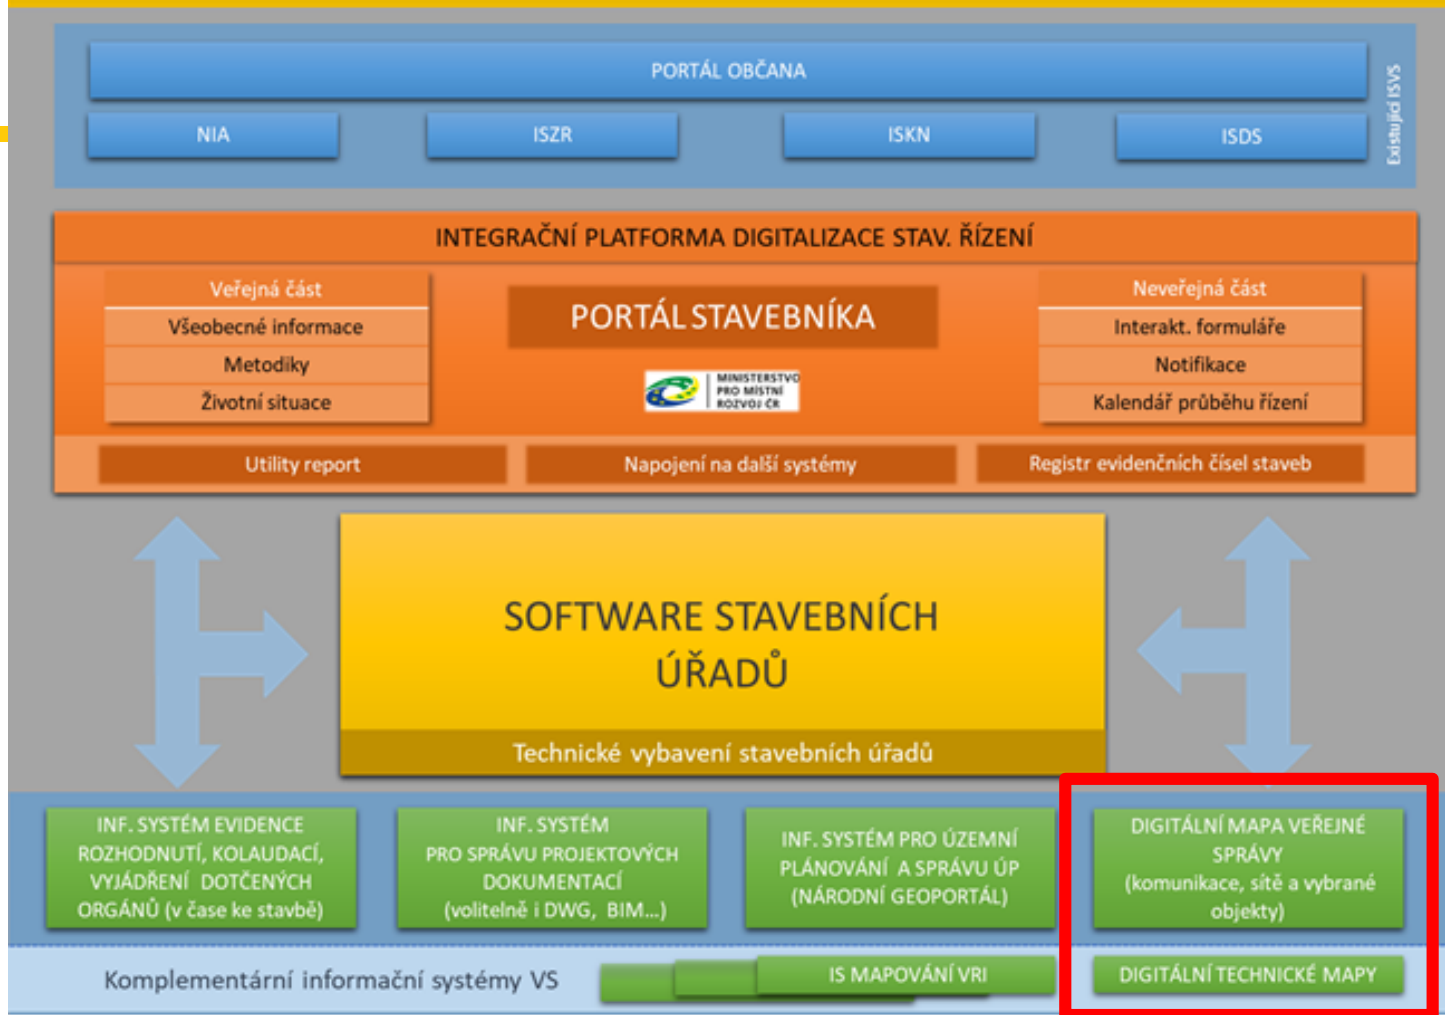 PORTÁL OBČANA
NIA
ISZR
ISKN
ISDS
Existující ISVS
INTEGRAČNÍ PLATFORMA DIGITALIZACE STAV. ŘÍZENÍ
Veřejná část
Všeobecné informace
Metodiky
Životní situace
PORTÁL STAVEBNÍKA
MINISTERSTVO
PRO MÍSTNÍ
ROZVOJ ČR
Neveřejná část
Interakt. formuláře
Notifikace
Kalendář průběhu řízení
Utility report
Napojení na další systémy
Registr evidenčních čísel staveb
SOFTWARE STAVEBNÍCH
ÚŘADŮ
Technické vybavení stavebních úřadů
INF. SYSTÉM EVIDENCE
ROZHODNUTÍ, KOLAUDACÍ,
VYJÁDŘENÍ DOTČENÝCH
ORGÁNŮ (v čase ke stavbě)
INF. SYSTÉM
PRO SPRÁVU PROJEKTOVÝCH
DOKUMENTACÍ
(volitelně i DWG, BIM...)
INF. SYSTÉM PRO ÚZEMNÍ
PLÁNOVÁNÍ A SPRÁVU ÚP
(NÁRODNÍ GEOPORTÁL)
DIGITÁLNÍ MAPA VEŘEJNÉ
SPRÁVY
(komunikace, sítě a vybrané
objekty)
Komplementární informační systémy VS
IS MAPOVÁNÍ VRI
DIGITÁLNÍ TECHNICKÉ MAPY